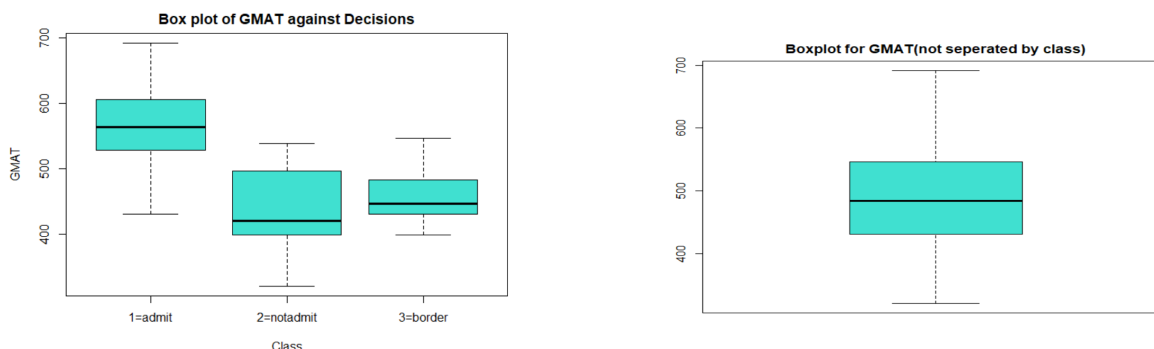 Box plot of GMAT against Decisions
700
600
500
400
GMAT
1=admit
2=notadmit
3=border
Class
Boxplot for GMAT(not seperated by class)
700
600
500
400